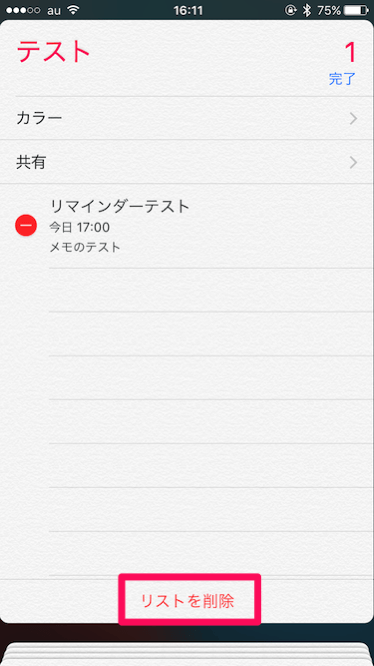 au 16:11 75%
テスト 1
完了
カラー
共有
リマインダーテスト
今日 17:00
メモのテスト
リストを削除